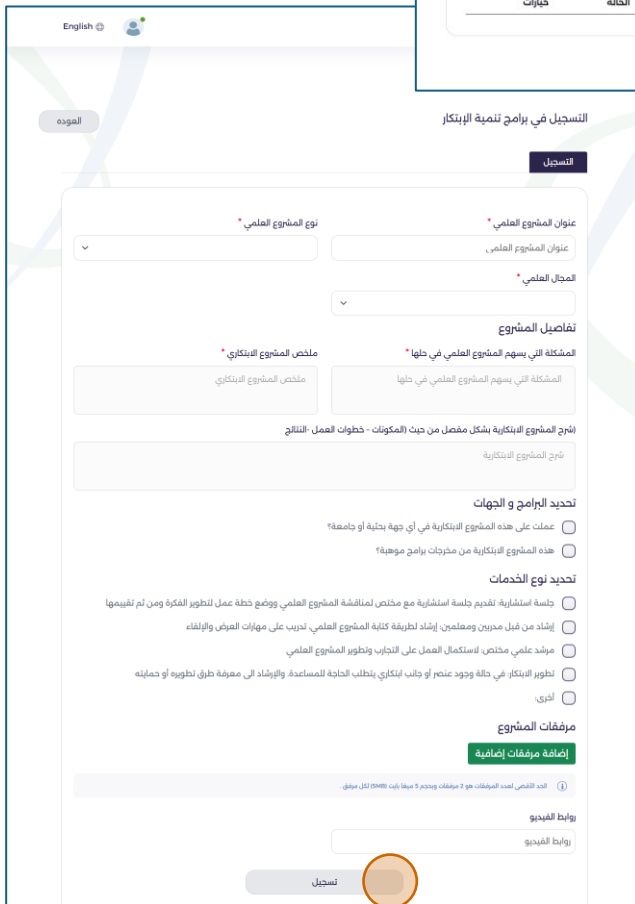 الحالة خيارات
English
التسجيل في برامج تنمية الإبتكار
العوده
التسجيل
عنوان المشروع العلمي * نوع المشروع العلمي *
عنوان المشروع العلمي
المجال العلمي *
تفاصيل المشروع
المشكلة التي يسهم المشروع العلمي في حلها * ملخص المشروع الابتكاري *
المشكلة التي يسهم المشروع العلمي في حلها ملخص المشروع الابتكاري
(شرح المشروع الابتكارية بشكل مفصل من حيث (المكونات - خطوات العمل -النتائج
شرح المشروع الابتكارية
تحديد البرامج و الجهات
عملت على هذه المشروع الابتكارية في أي جهة بحثية أو جامعة؟
هذه المشروع الابتكارية من مخرجات برامج موهبة؟
تحديد نوع الخدمات
جلسة استشارية: تقديم جلسة استشارية مع مختص لمناقشة المشروع العلمي ووضع خطة عمل لتطوير الفكرة ومن ثم تقييمها
إرشاد من قبل مدربين ومعلمين: إرشاد لطريقة كتابة المشروع العلمي، تدريب على مهارات العرض والإلقاء
مرشد علمي مختص: لاستكمال العمل على التجارب وتطوير المشروع العلمي
تطوير الابتكار: في حالة وجود عنصر أو جانب ابتكاري يتطلب الحاجة للمساعدة. والإرشاد الى معرفة طرق تطويره أو حمايته
أخرى:
مرفقات المشروع
إضافة مرفقات إضافية
الحد الأقصى لعدد المرفقات هو 2 مرفقات وبحجم 5 ميغا بايت (5MB) لكل مرفق .
روابط الفيديو
روابط الفيديو
تسجيل